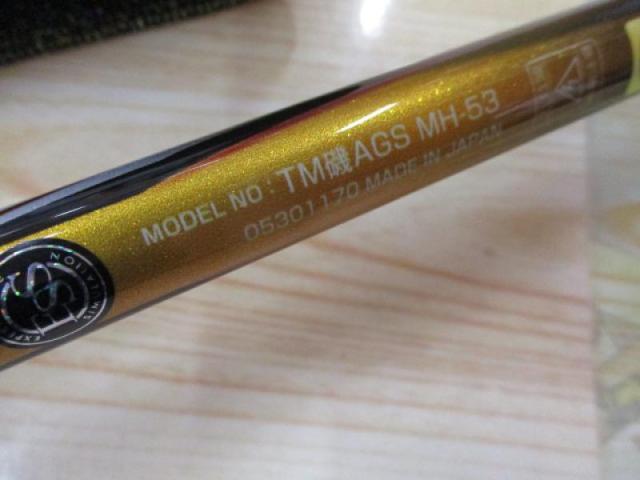 MODEL NO : TM磯AGS MH-53
05301170 MADE IN JAPAN